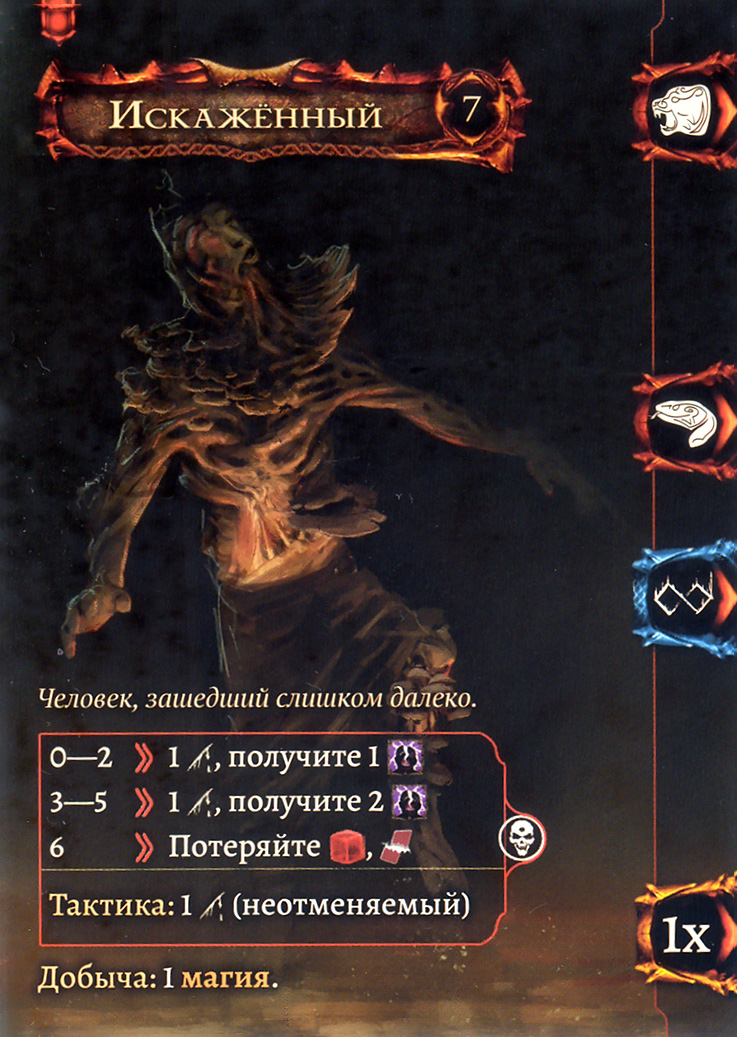 Искажённый 7
Человек, зашедший слишком далеко.
0—2 » 1 , получите 1
3—5 » 1 , получите 2
6 » Потеряйте ,
Тактика: 1 (неотменяемый)
1x
Добыча: 1 магия.